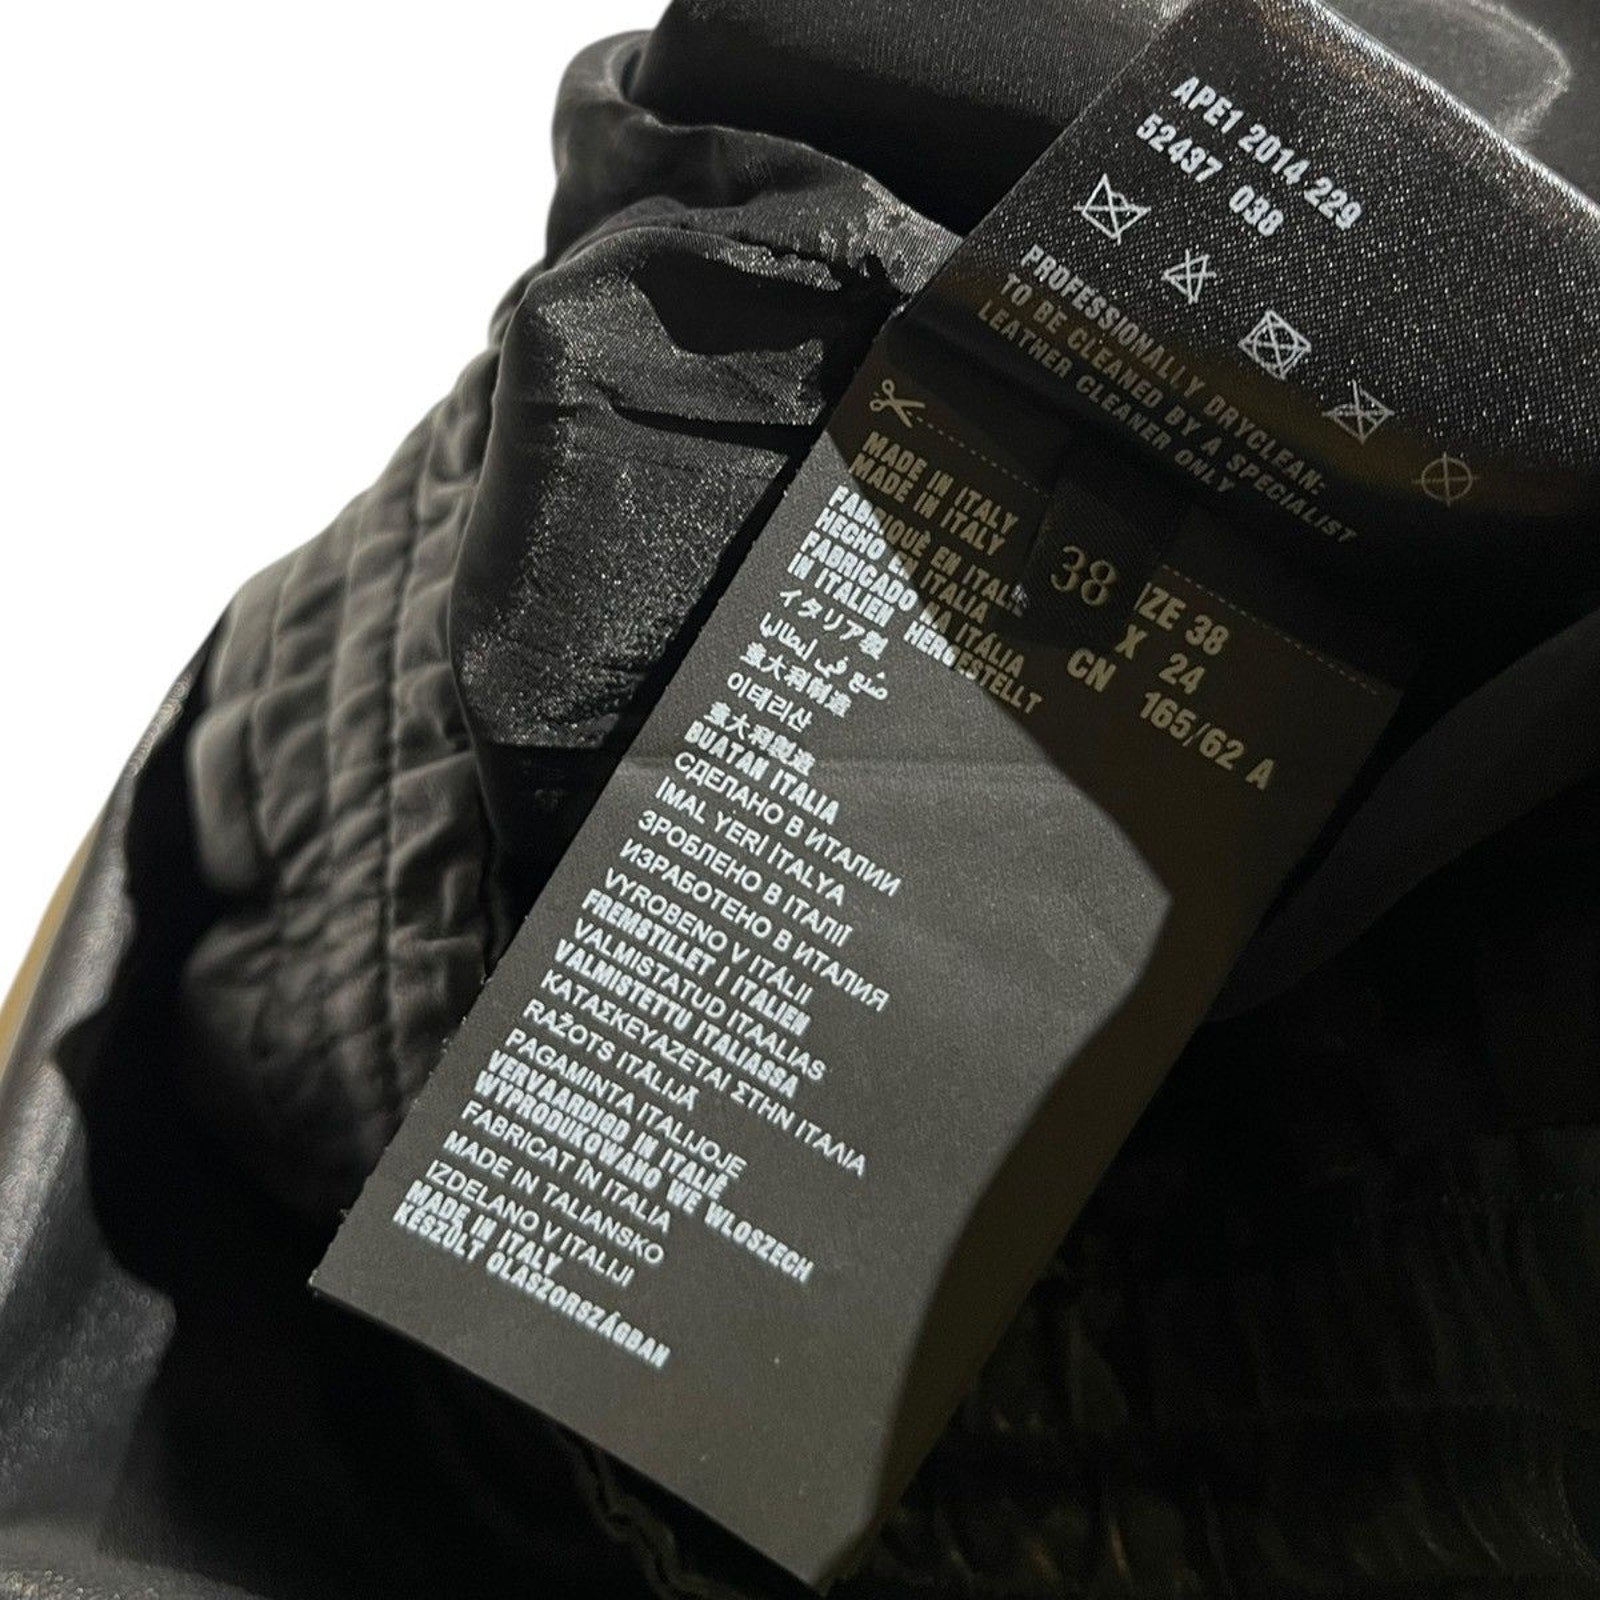 APE1 2014 229
52437 038
PROFESSIONALLY DRYCLEAN:
TO BE CLEANED BY A SPECIALIST
LEATHER CLEANER ONLY
MADE IN ITALY
MADE IN ITALY
FABRIQUÉ EN ITALIE
HECHO EN ITALIA
FABRICADO NA ITÁLIA
IN ITALIEN HERGESTELLT
イタリア製
صنع في إيطاليا
意大利制造
이태리산
意大利製造
BUATAN ITALIA
СДЕЛАНО В ИТАЛИИ
IMAL YERİ İTALYA
ЗРОБЛЕНО В ІТАЛІЇ
ИЗРАБОТЕНО В ИТАЛИЯ
VYROBENO V ITÁLII
FREMSTILLET I ITALIEN
VALMISTATUD ITAALIAS
VALMISTETTU ITALIASSA
ΚΑΤΑΣΚΕΥΑΖΕΤΑΙ ΣΤΗΝ ΙΤΑΛΙΑ
RAŽOTS ITĀLIJĀ
PAGAMINTA ITALIJOJE
VERVAARDIGD IN ITALIË
WYPRODUKOWANO WE WLOSZECH
FABRICAT ÎN ITALIA
MADE IN TALIANSKO
IZDELANO V ITALIJI
MADE IN ITALY
KÉSZÜLT OLASZORSZÁGBAN
38
IZE 38
X 24
CN 165/62 A